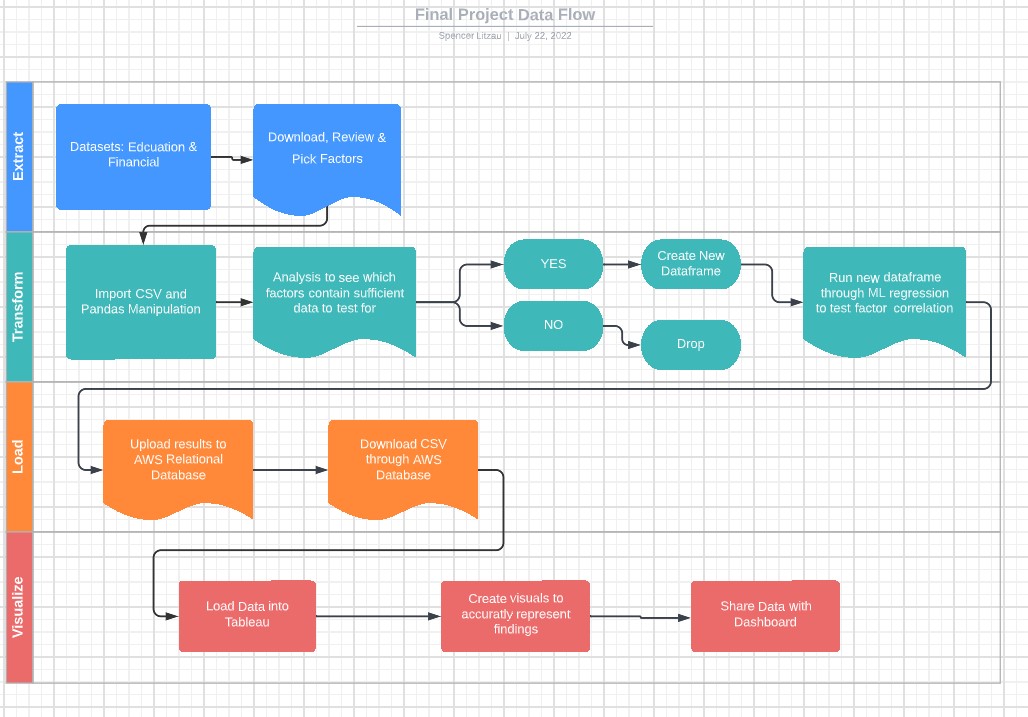 Final Project Data Flow
Spencer Litzau | July 22, 2022
Extract
Datasets: Edcuation &
Financial
Download, Review &
Pick Factors
Transform
Import CSV and
Pandas Manipulation
Analysis to see which
factors contain sufficient
data to test for
YES
NO
Create New
Dataframe
Drop
Run new dataframe
through ML regression
to test factor correlation
Load
Upload results to
AWS Relational
Database
Download CSV
through AWS
Database
Visualize
Load Data into
Tableau
Create visuals to
accuratly represent
findings
Share Data with
Dashboard